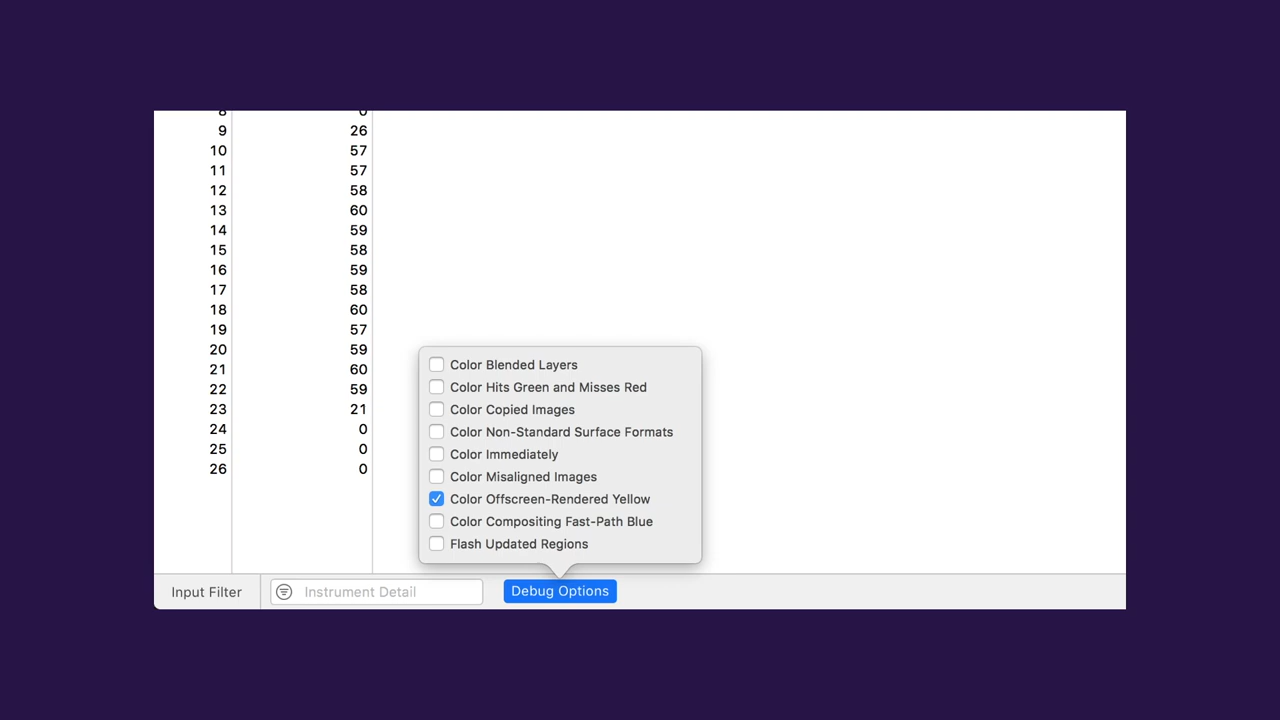 8 0
9 26
10 57
11 57
12 58
13 60
14 59
15 58
16 59
17 58
18 60
19 57
20 59
21 60
22 59
23 21
24 0
25 0
26 0
Color Blended Layers
Color Hits Green and Misses Red
Color Copied Images
Color Non-Standard Surface Formats
Color Immediately
Color Misaligned Images
Color Offscreen-Rendered Yellow
Color Compositing Fast-Path Blue
Flash Updated Regions
Input Filter Instrument Detail Debug Options